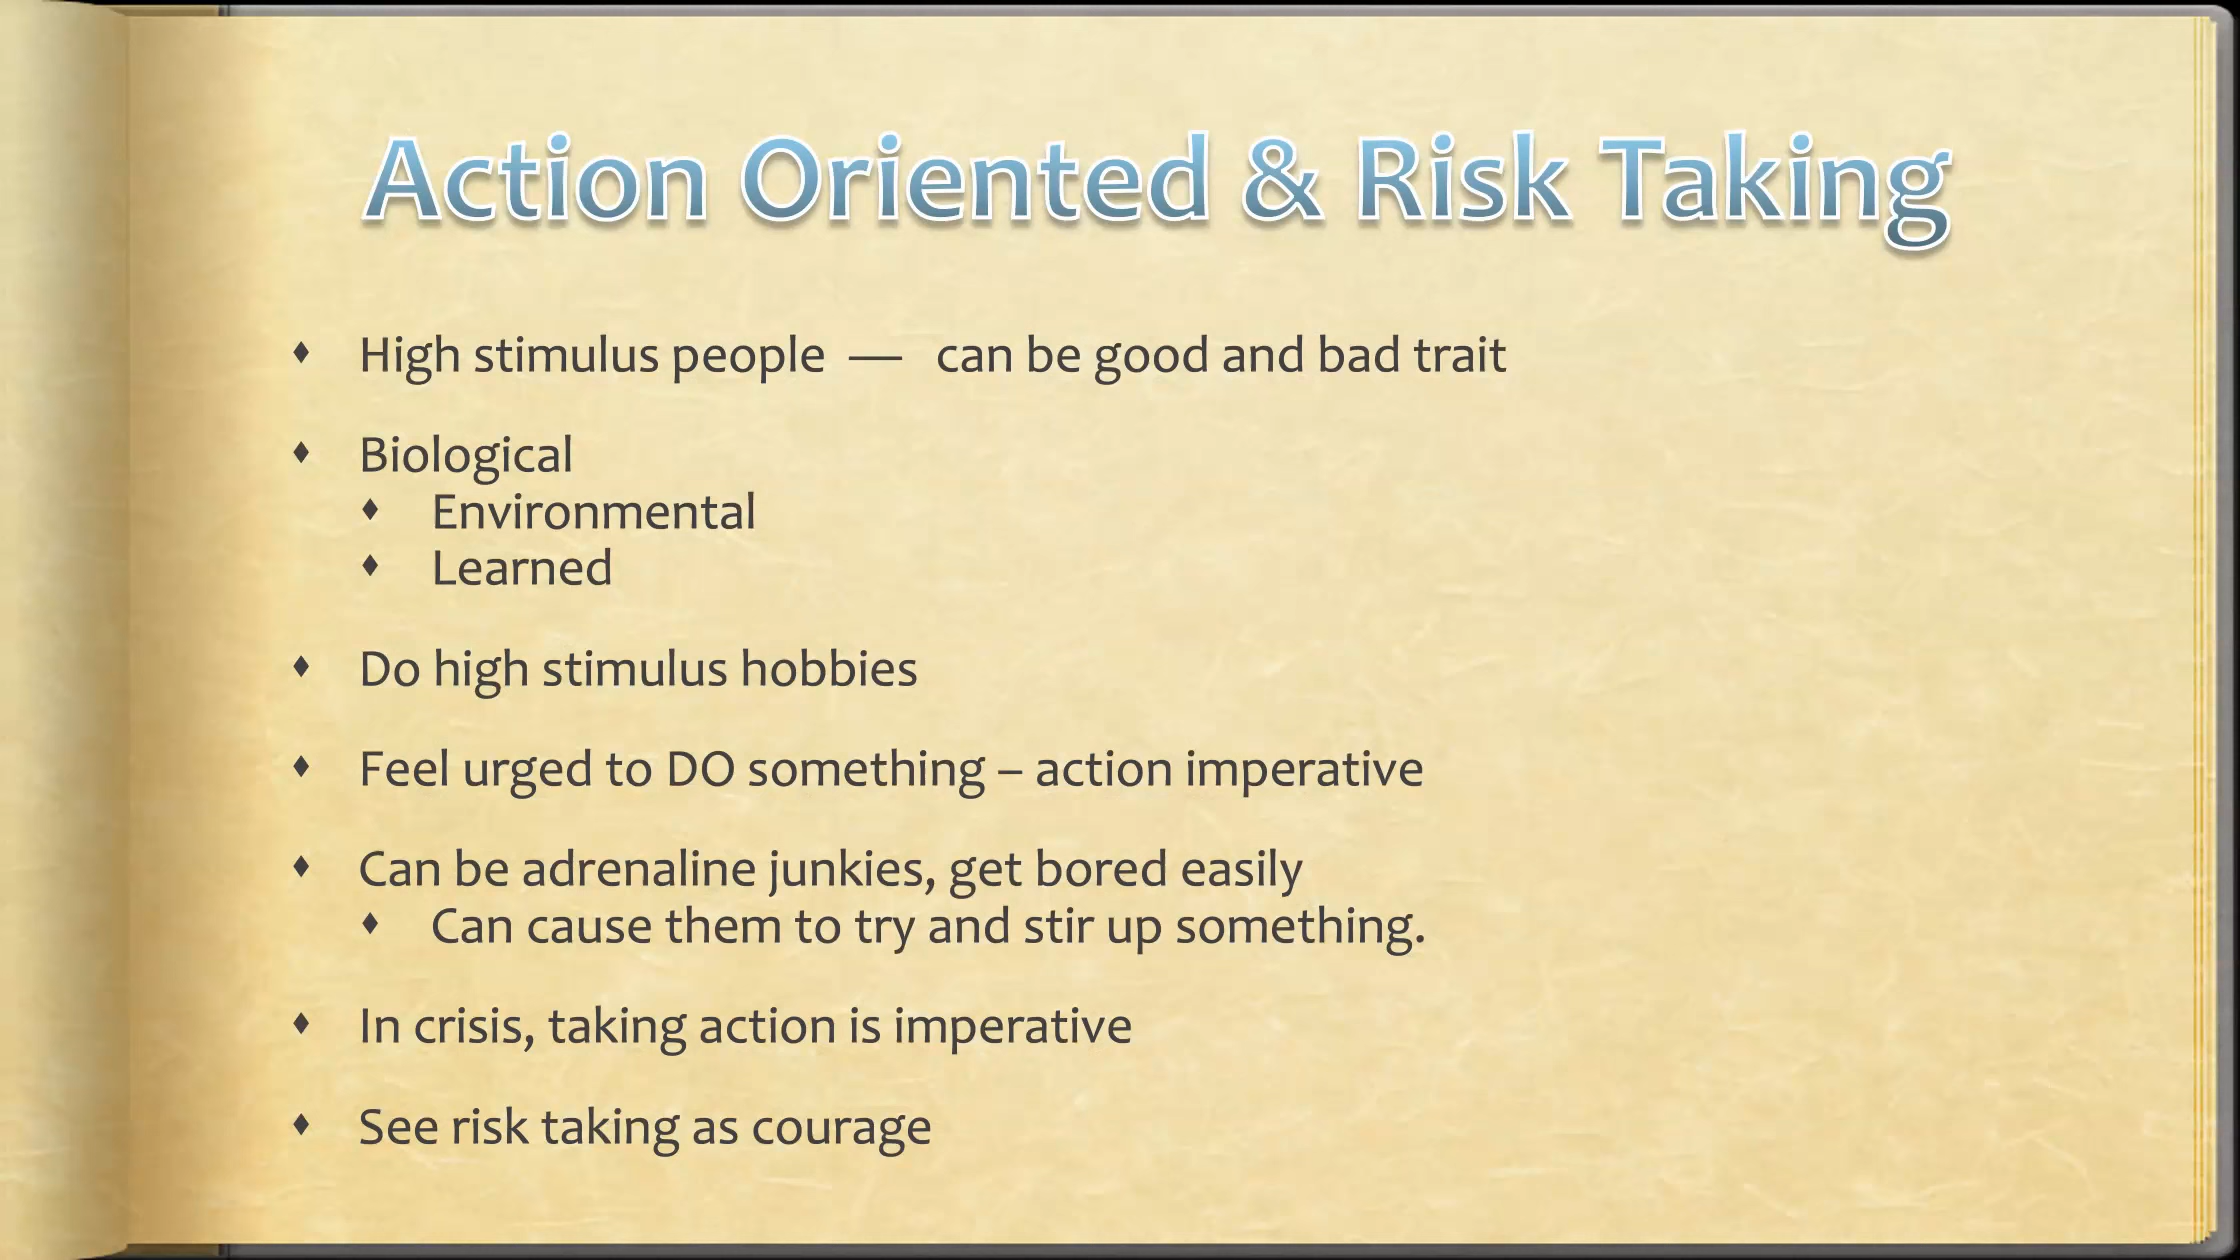 Action Oriented & Risk Taking
♦ High stimulus people — can be good and bad trait
♦ Biological
♦ Environmental
♦ Learned
♦ Do high stimulus hobbies
♦ Feel urged to DO something – action imperative
♦ Can be adrenaline junkies, get bored easily
♦ Can cause them to try and stir up something.
♦ In crisis, taking action is imperative
♦ See risk taking as courage